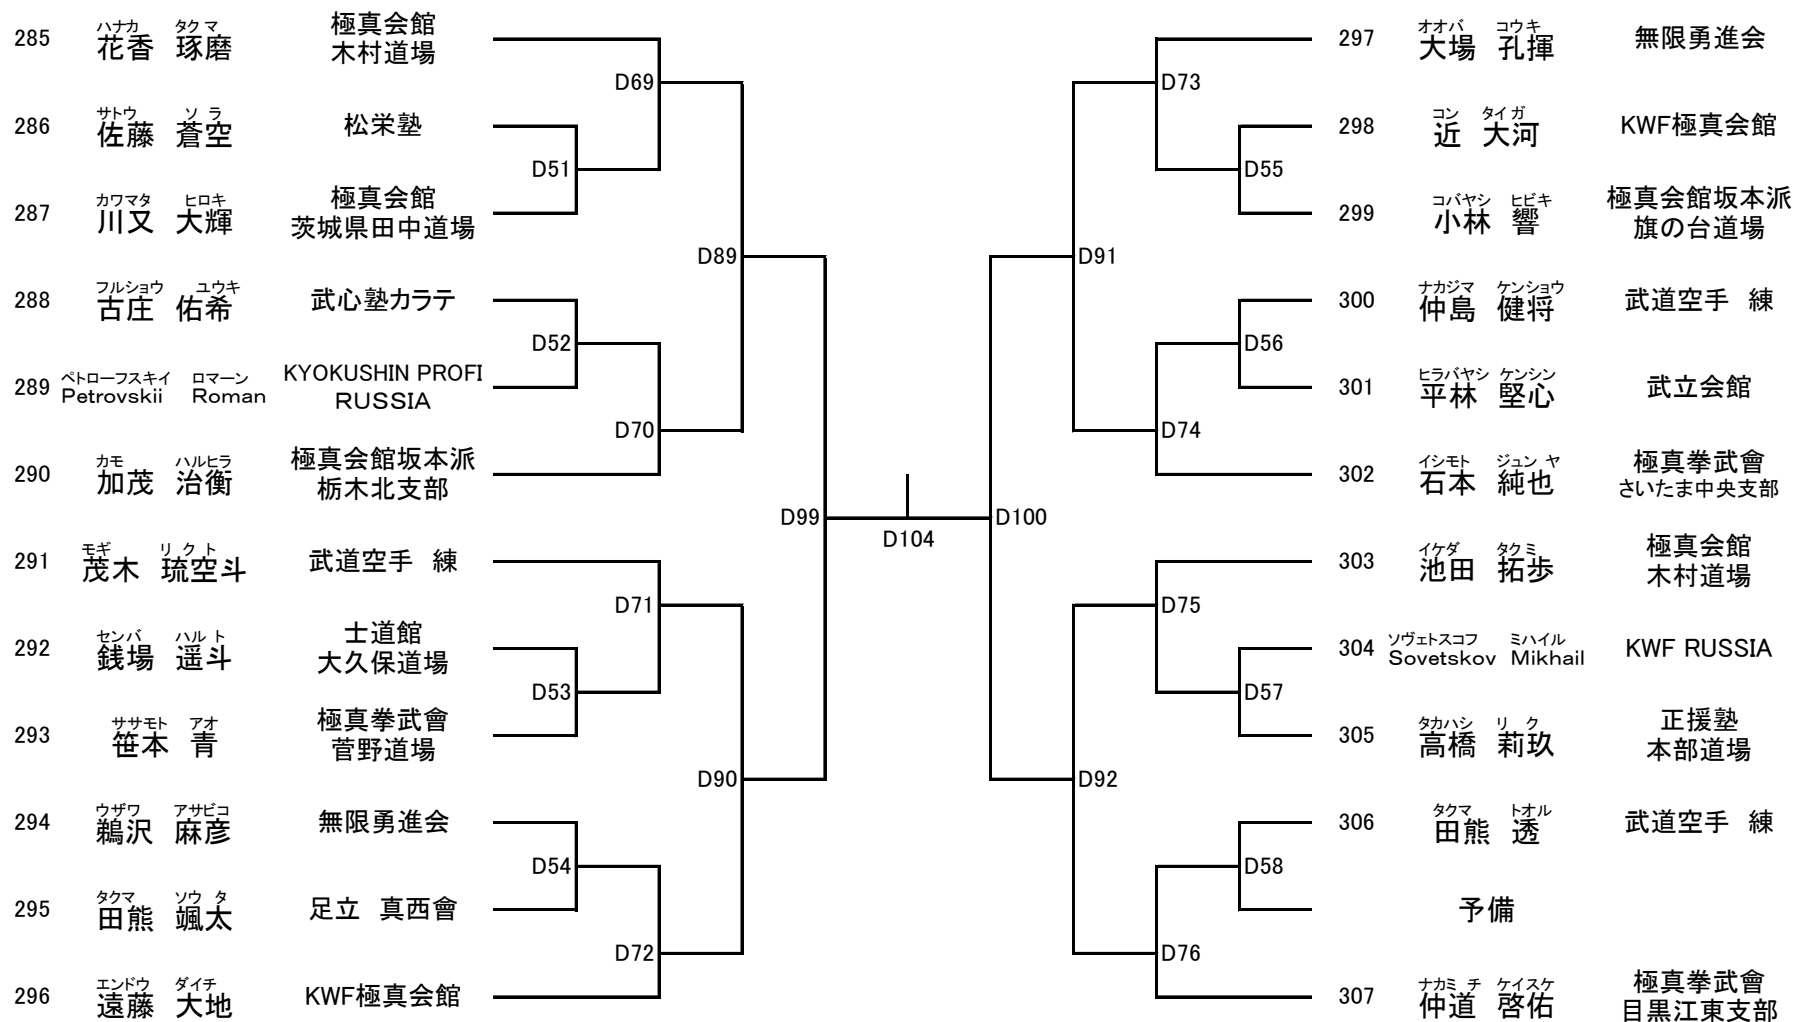 285 花香 琢磨 極真会館 木村道場
ハナカ タクマ
286 佐藤 蒼空 松栄塾
サトウ ソラ
287 川又 大輝 極真会館 茨城県田中道場
カワマタ ヒロキ
288 古庄 佑希 武心塾カラテ
フルショウ ユウキ
289 Petrovskii Roman KYOKUSHIN PROFI RUSSIA
ペトローフスキイ ロマーン
290 加茂 治衡 極真会館坂本派 栃木北支部
カモ ハルヒラ
291 茂木 琉空斗 武道空手 練
モギ リクト
292 銭場 遥斗 士道館 大久保道場
センバ ハルト
293 笹本 青 極真拳武會 菅野道場
ササモト アオ
294 鵜沢 麻彦 無限勇進会
ウザワ アサビコ
295 田熊 颯太 足立 真西會
タクマ ソウタ
296 遠藤 大地 KWF極真会館
エンドウ ダイチ
D69
D51
D89
D52
D70
D99
D71
D53
D90
D54
D72
D104
D73
D55
D91
D56
D74
D100
D75
D57
D92
D58
D76
297 大場 孔揮 無限勇進会
オオバ コウキ
298 近 大河 KWF極真会館
コン タイガ
299 小林 響 極真会館坂本派 旗の台道場
コバヤシ ヒビキ
300 仲島 健将 武道空手 練
ナカジマ ケンショウ
301 平林 堅心 武立会館
ヒラバヤシ ケンシン
302 石本 純也 極真拳武會 さいたま中央支部
イシモト ジュンヤ
303 池田 拓歩 極真会館 木村道場
イケダ タクミ
304 Sovetskov Mikhail KWF RUSSIA
ソヴェトスコフ ミハイル
305 高橋 莉玖 正援塾 本部道場
タカハシ リク
306 田熊 透 武道空手 練
タクマ トオル
予備
307 仲道 啓佑 極真拳武會 目黒江東支部
ナカミチ ケイスケ